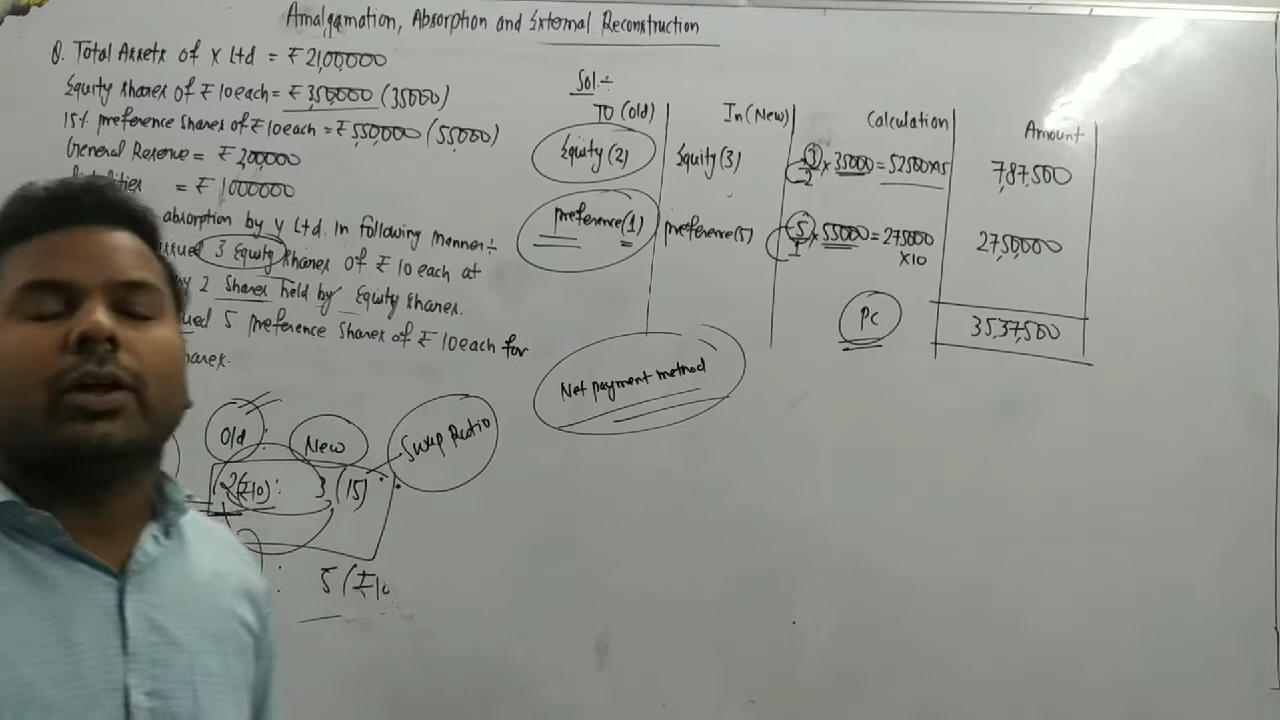 Amalgamation, Absorption and External Reconstruction
Q. Total Assets of X Ltd = ₹21,00,000
Equity shares of ₹10 each = ₹3,50,000 (35000)
15% preference shares of ₹10 each = ₹5,50,000 (55,000)
General Reserve = ₹2,00,000
= ₹1000000
absorption by Y Ltd. in following manner:-
3 Equity shares of ₹10 each at
2 Shares held by Equity shares.
5 preference shares of ₹10 each for
Old : New
Swap Ratio
2(₹10): 3 (15)
: 5 (₹10
Sol:-
TO (Old) In (New) Calculation Amount
Equity (2) Equity (3) 3/2 × 35000 = 52500×15 7,87,500
preference (1) preference (5) 5/1 × 55000 = 275000 27,50,000
×10
PC 35,37,500
Net payment method